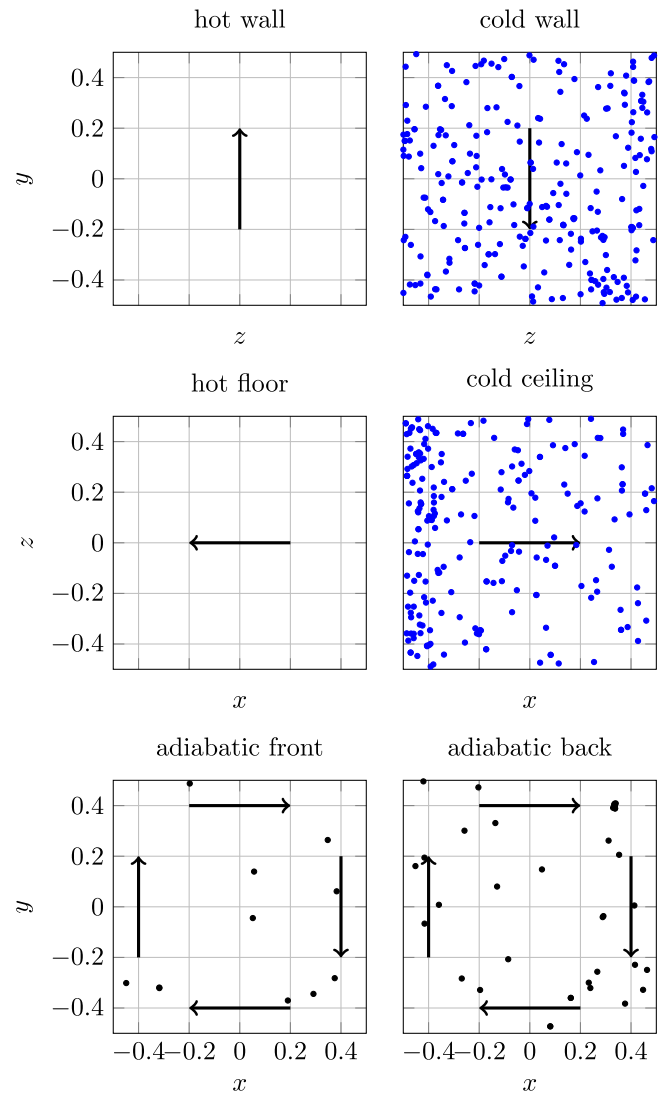 hot wall cold wall
0.4
0.2
0
−0.2
−0.4
y
z z
hot floor cold ceiling
0.4
0.2
0
−0.2
−0.4
z
x x
adiabatic front adiabatic back
0.4
0.2
0
−0.2
−0.4
y
−0.4 −0.2 0 0.2 0.4 −0.4 −0.2 0 0.2 0.4
x x